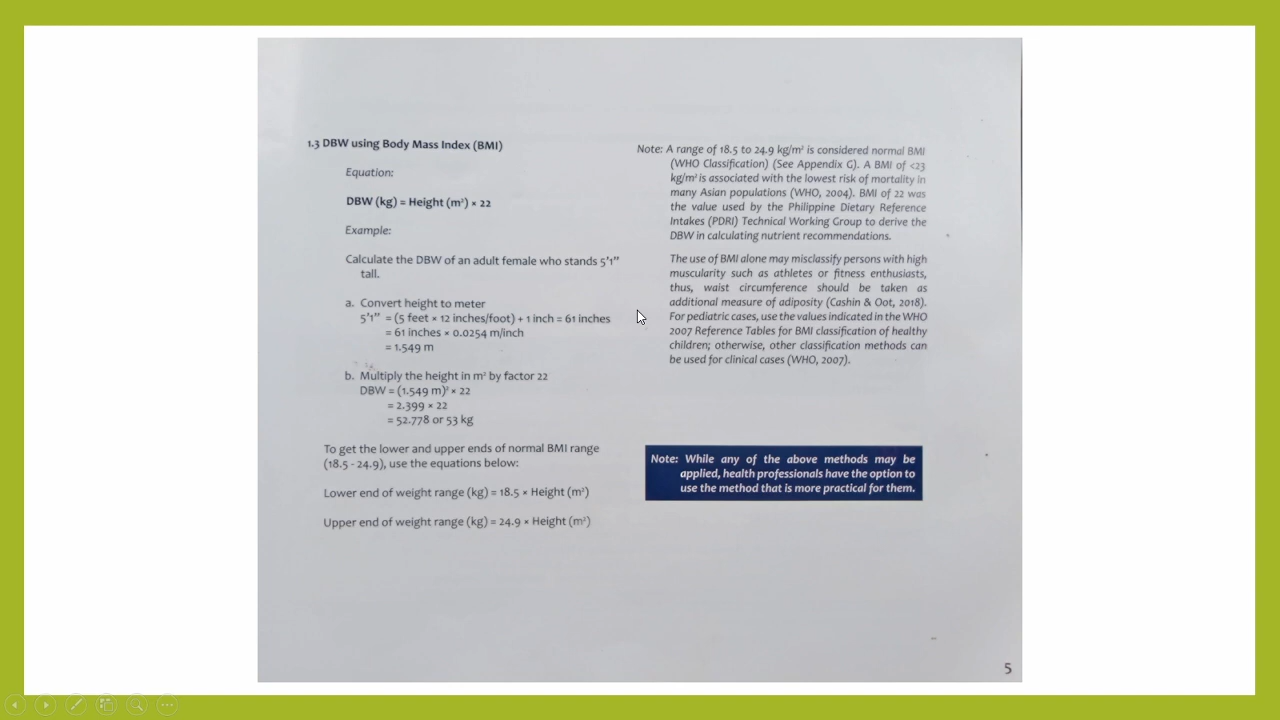 1.3 DBW using Body Mass Index (BMI)
Equation:
DBW (kg) = Height (m²) × 22
Example:
Calculate the DBW of an adult female who stands 5'1"
tall.
a. Convert height to meter
5'1" = (5 feet × 12 inches/foot) + 1 inch = 61 inches
= 61 inches × 0.0254 m/inch
= 1.549 m
b. Multiply the height in m² by factor 22
DBW = (1.549 m)² × 22
= 2.399 × 22
= 52.778 or 53 kg
To get the lower and upper ends of normal BMI range
(18.5 - 24.9), use the equations below:
Lower end of weight range (kg) = 18.5 × Height (m²)
Upper end of weight range (kg) = 24.9 × Height (m²)
Note: A range of 18.5 to 24.9 kg/m² is considered normal BMI
(WHO Classification) (See Appendix G). A BMI of <23
kg/m² is associated with the lowest risk of mortality in
many Asian populations (WHO, 2004). BMI of 22 was
the value used by the Philippine Dietary Reference
Intakes (PDRI) Technical Working Group to derive the
DBW in calculating nutrient recommendations.
The use of BMI alone may misclassify persons with high
muscularity such as athletes or fitness enthusiasts,
thus, waist circumference should be taken as
additional measure of adiposity (Cashin & Oot, 2018).
For pediatric cases, use the values indicated in the WHO
2007 Reference Tables for BMI classification of healthy
children; otherwise, other classification methods can
be used for clinical cases (WHO, 2007).
Note: While any of the above methods may be
applied, health professionals have the option to
use the method that is more practical for them.
5